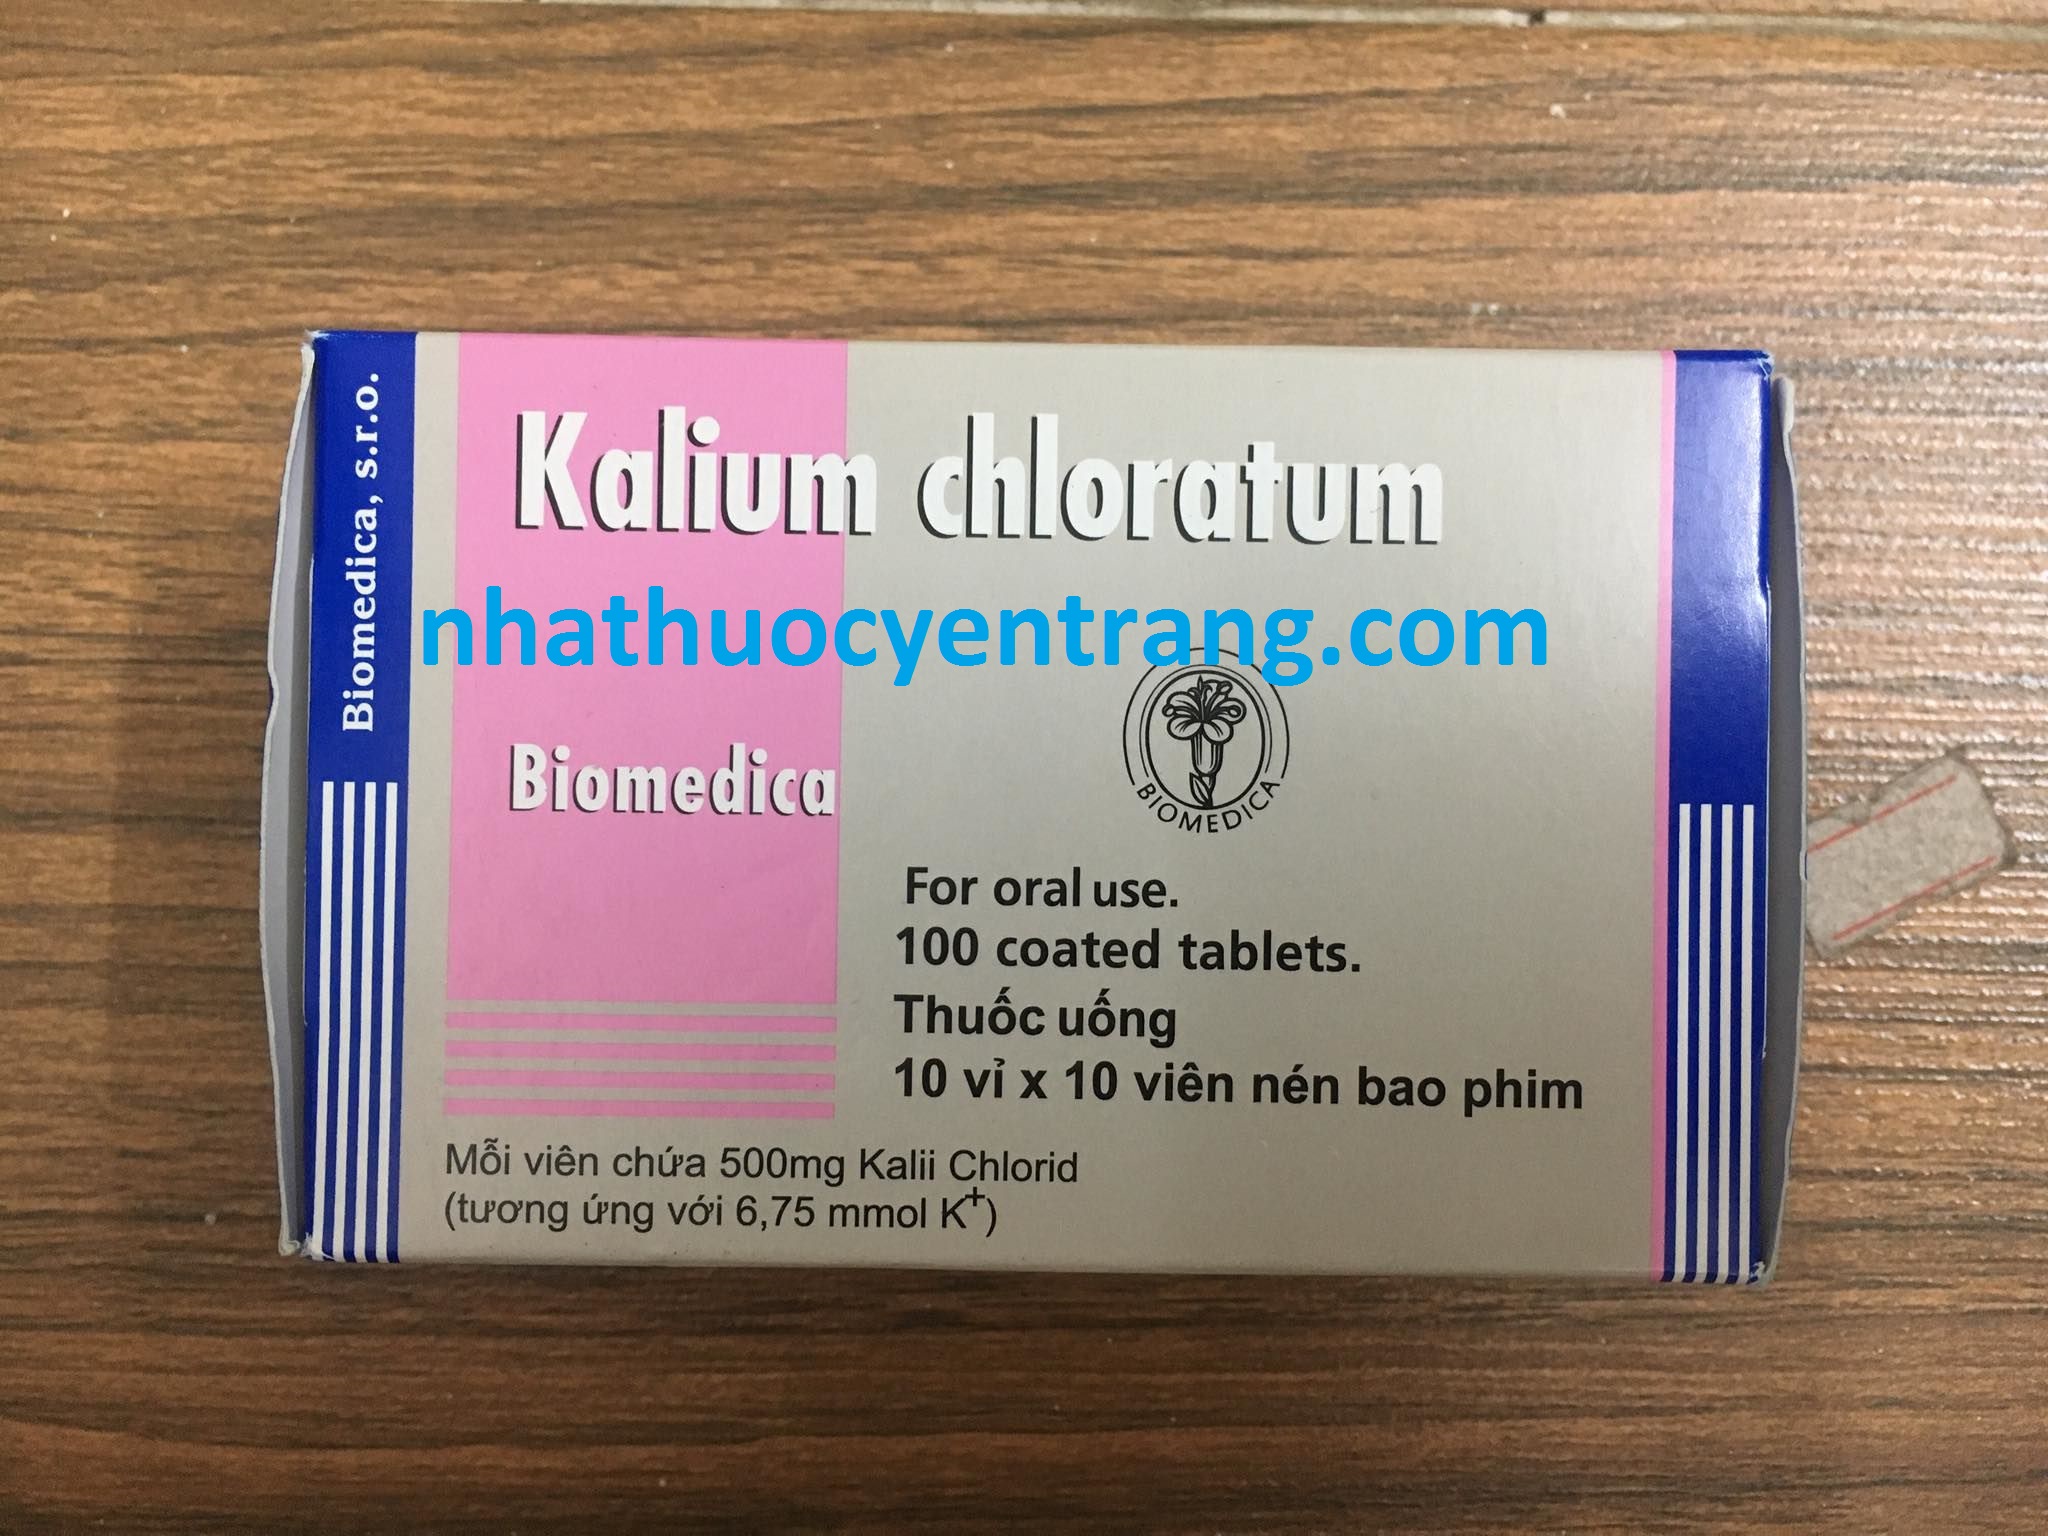 Biomedica, s.r.o.
Kalium chloratum
nhathuocyentrang.com
Biomedica
BIOMEDICA
For oral use.
100 coated tablets.
Thuốc uống
10 vỉ x 10 viên nén bao phim
Mỗi viên chứa 500mg Kalii Chlorid
(tương ứng với 6,75 mmol K⁺)